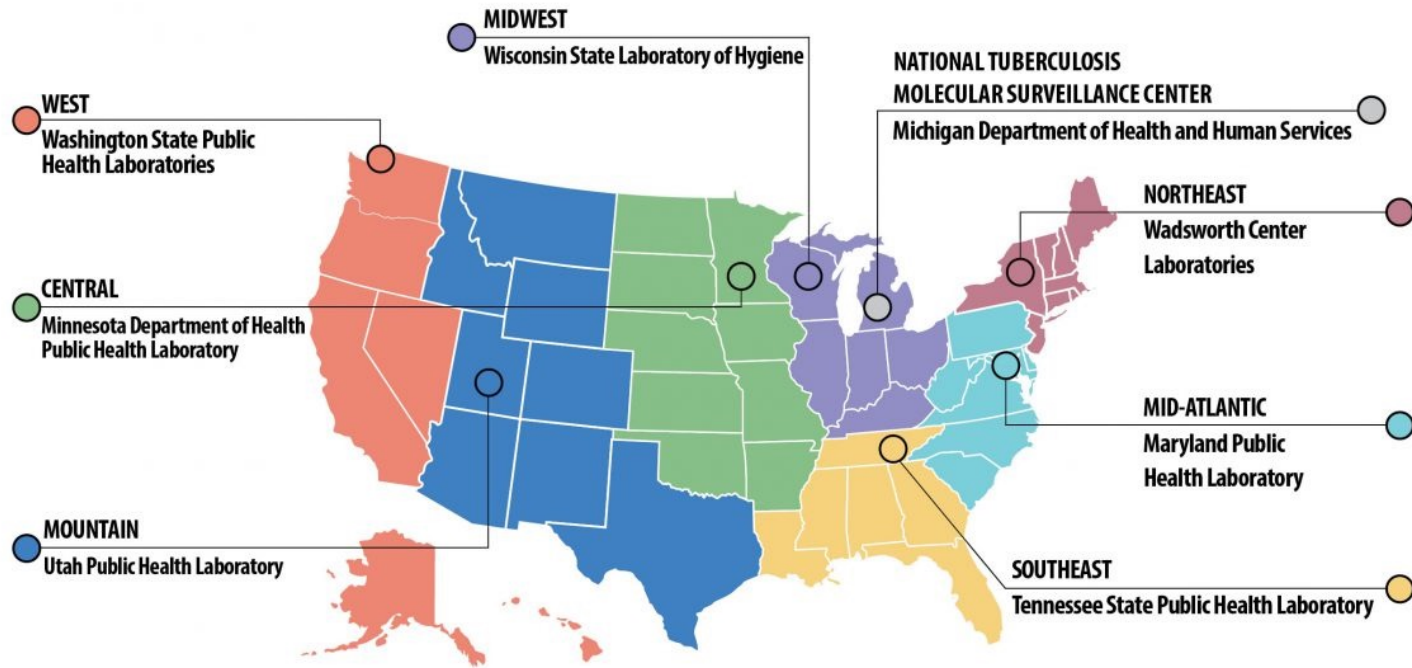 MIDWEST
Wisconsin State Laboratory of Hygiene
NATIONAL TUBERCULOSIS
MOLECULAR SURVEILLANCE CENTER
Michigan Department of Health and Human Services
WEST
Washington State Public
Health Laboratories
NORTHEAST
Wadsworth Center
Laboratories
CENTRAL
Minnesota Department of Health
Public Health Laboratory
MID-ATLANTIC
Maryland Public
Health Laboratory
MOUNTAIN
Utah Public Health Laboratory
SOUTHEAST
Tennessee State Public Health Laboratory